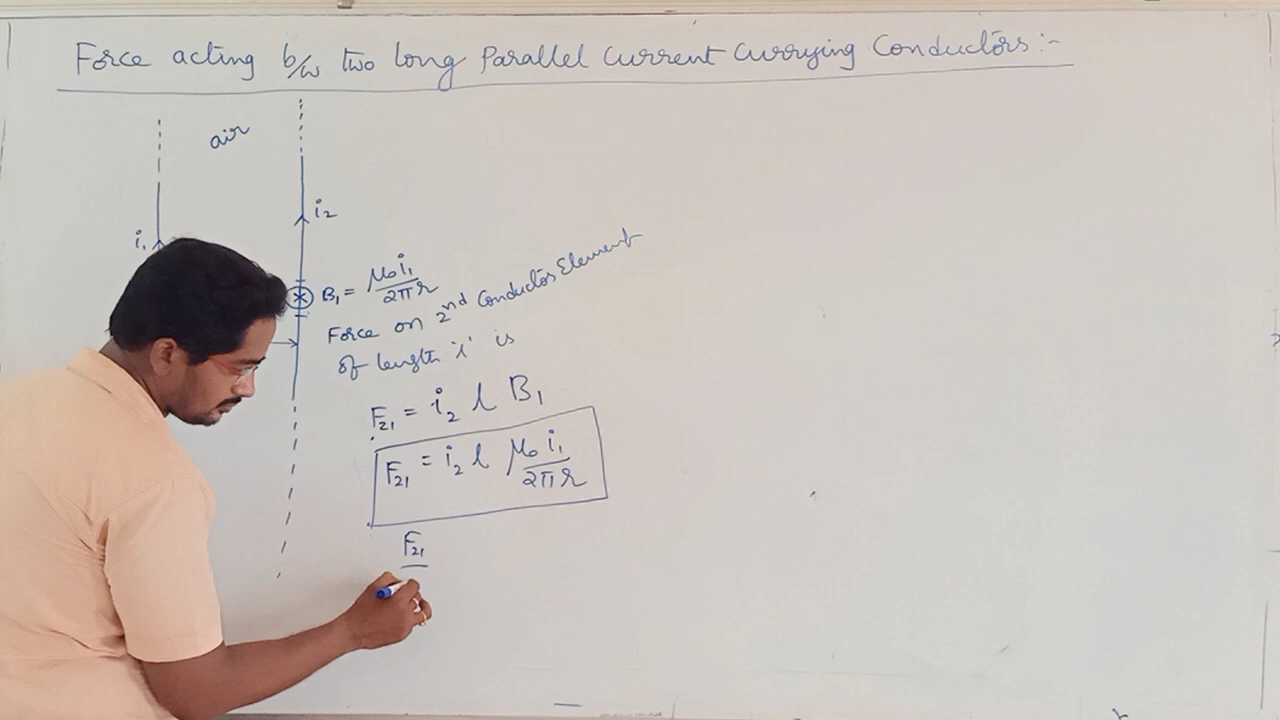 Force acting b/w two long Parallel Current Currying Conductors :-
air
i₁
i₂
B₁ = μ₀i₁/2πr
Force on 2nd Conductor Element
of length 'l' is
F₂₁ = i₂ l B₁
F₂₁ = i₂ l μ₀ i₁/2πr
F₂₁